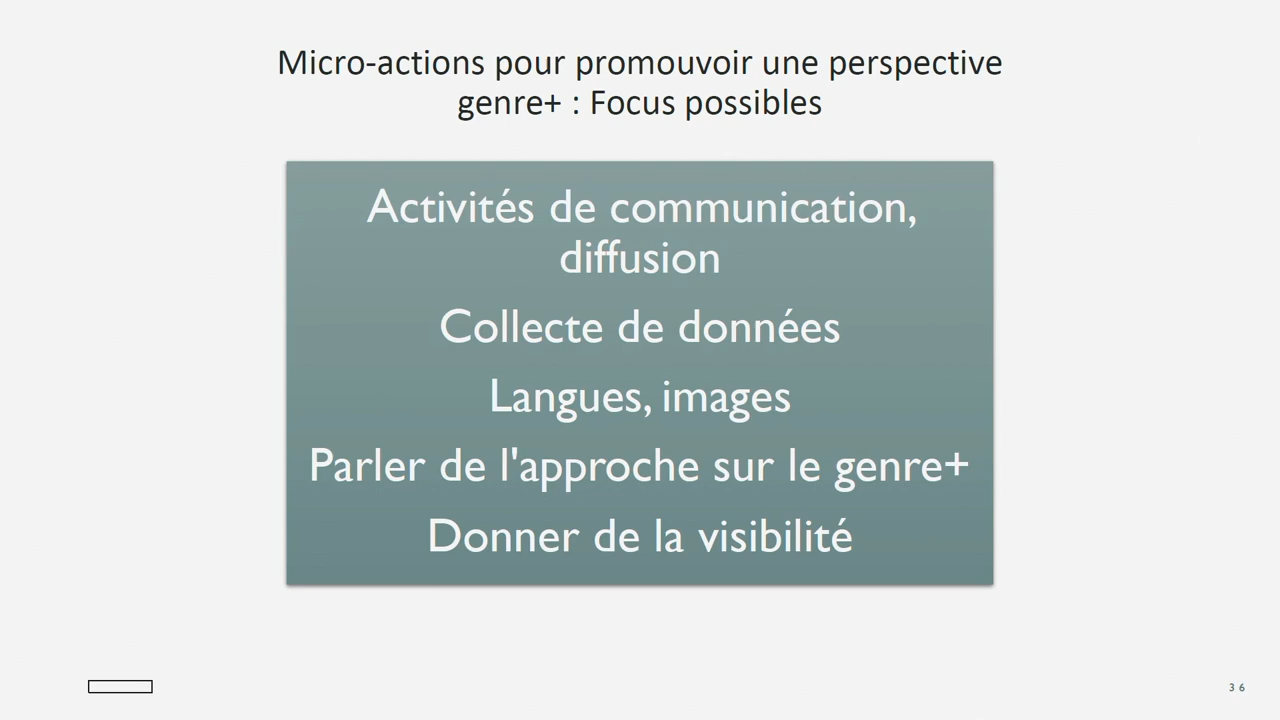 Micro-actions pour promouvoir une perspective
genre+ : Focus possibles
Activités de communication,
diffusion
Collecte de données
Langues, images
Parler de l'approche sur le genre+
Donner de la visibilité
36